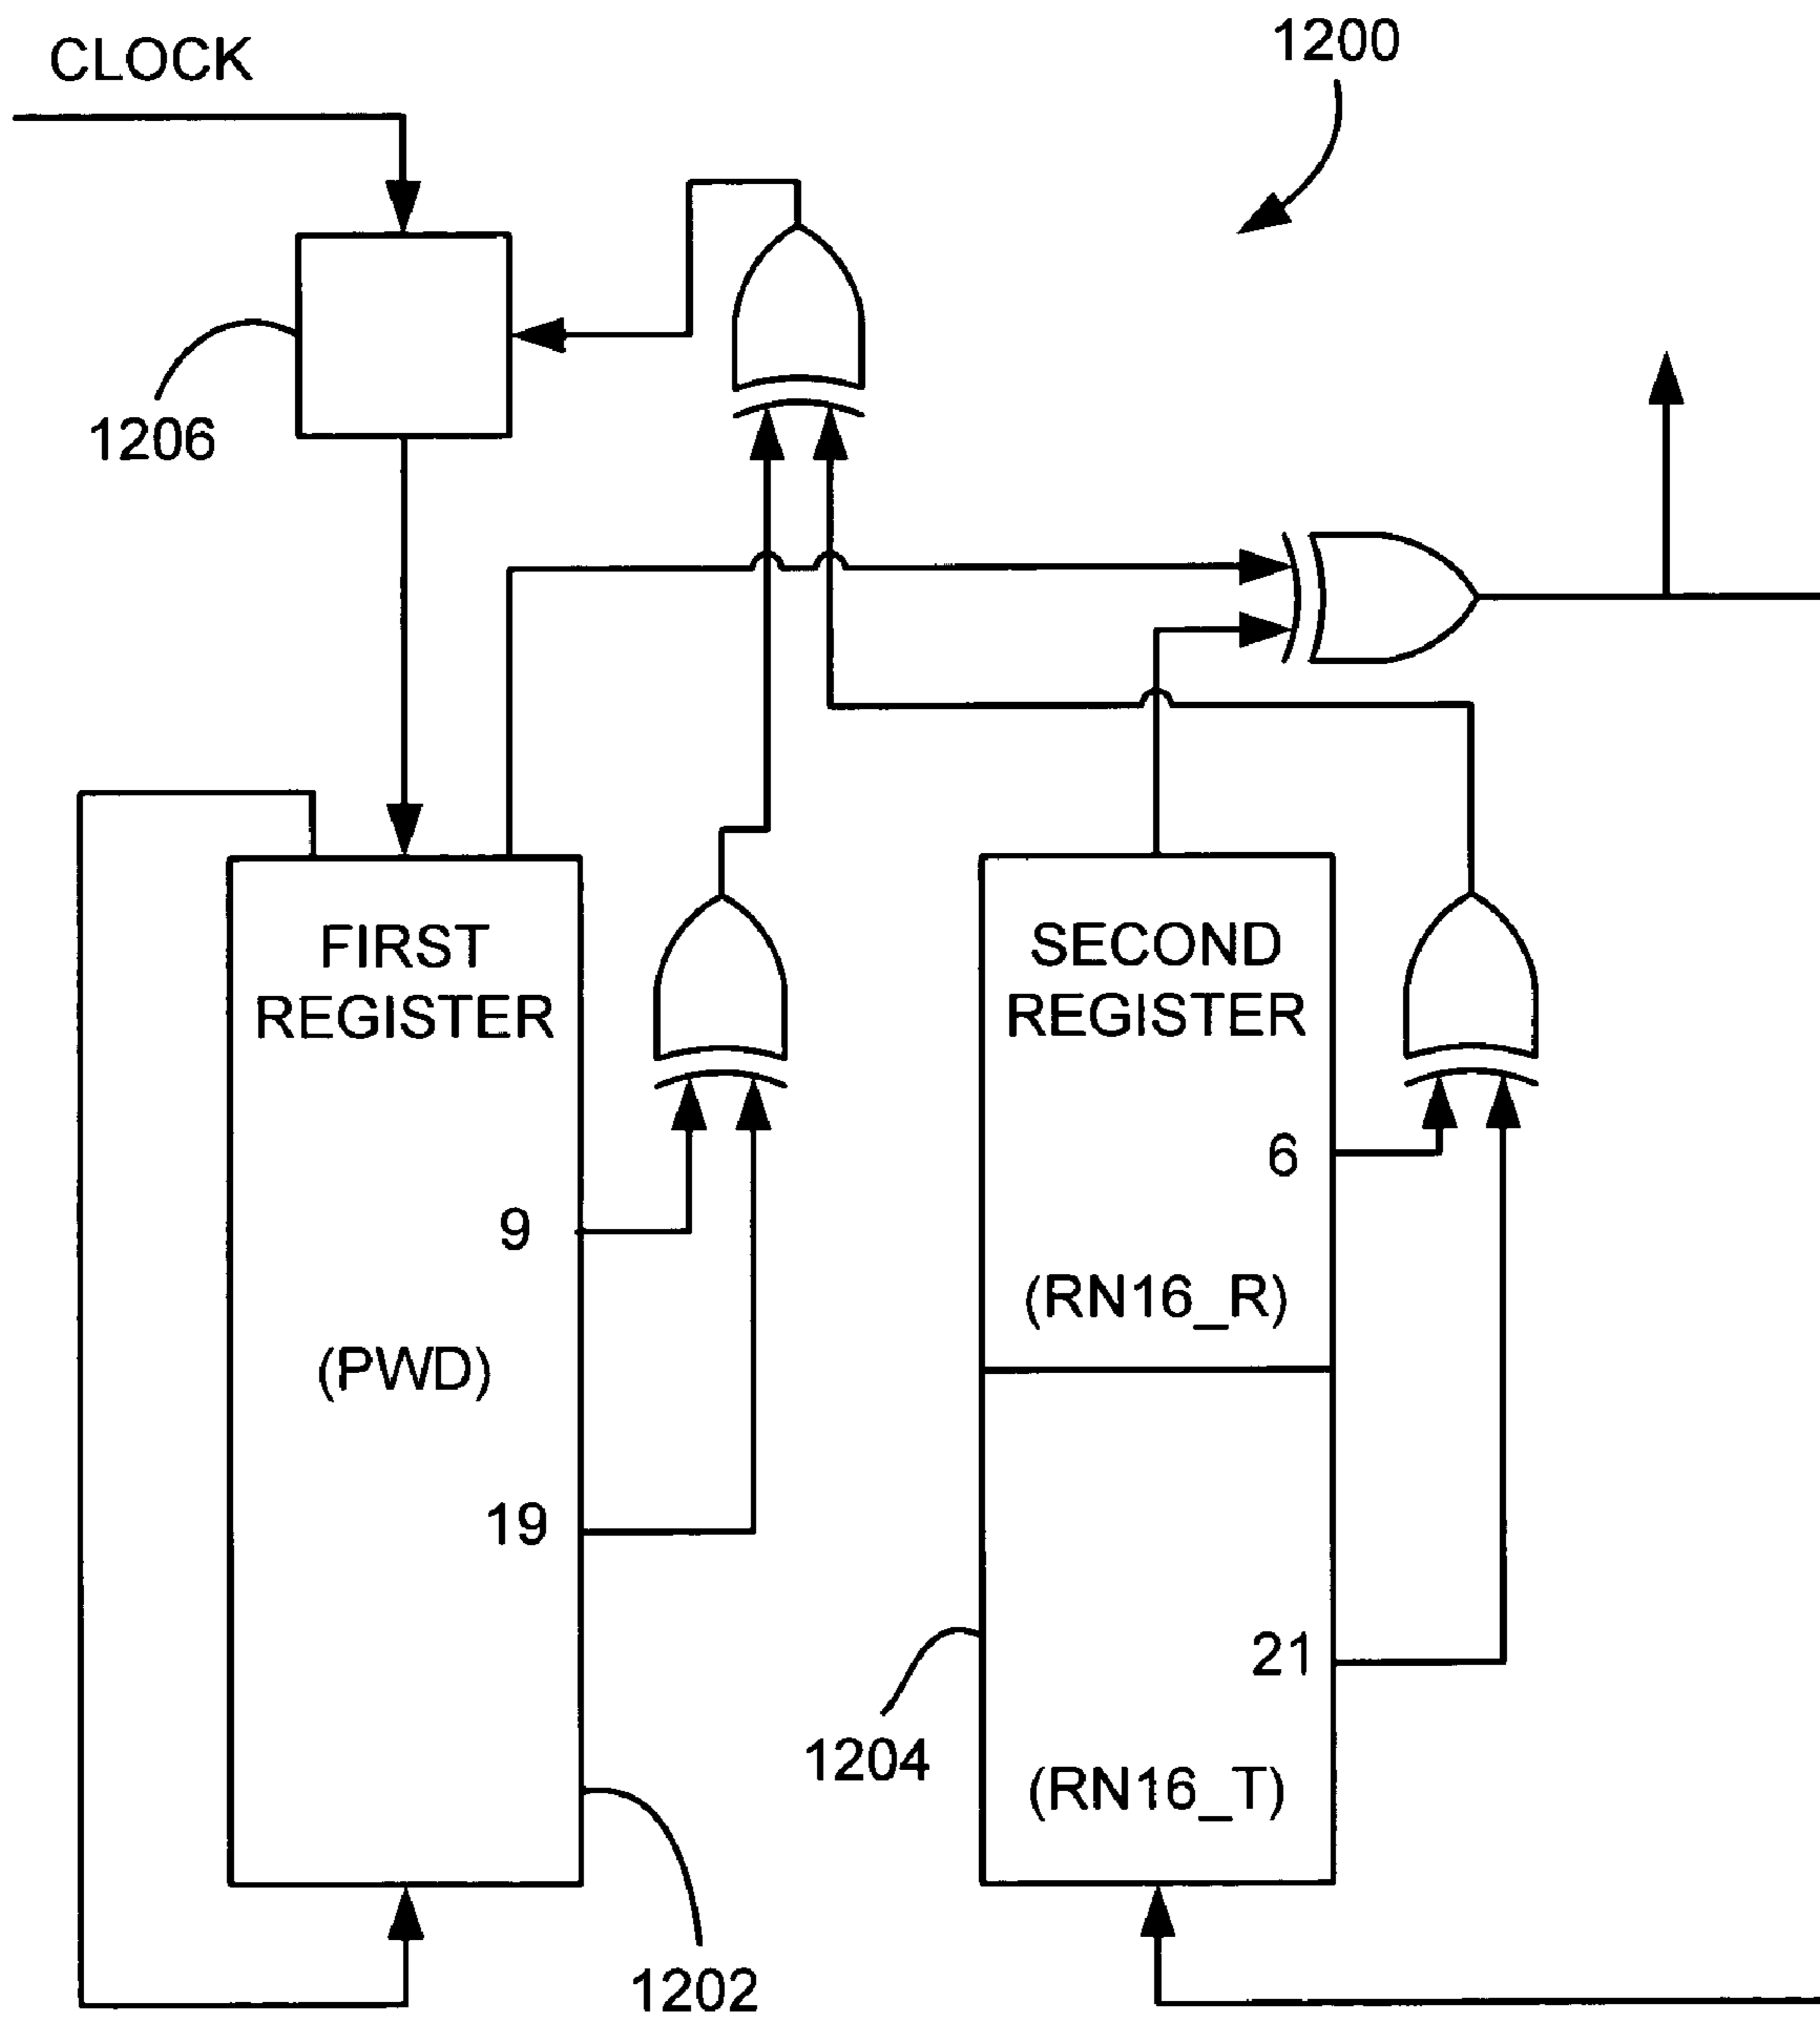 1200
CLOCK
1206
FIRST
REGISTER
9
(PWD)
19
1202
SECOND
REGISTER
6
(RN16_R)
21
1204
(RN16_T)